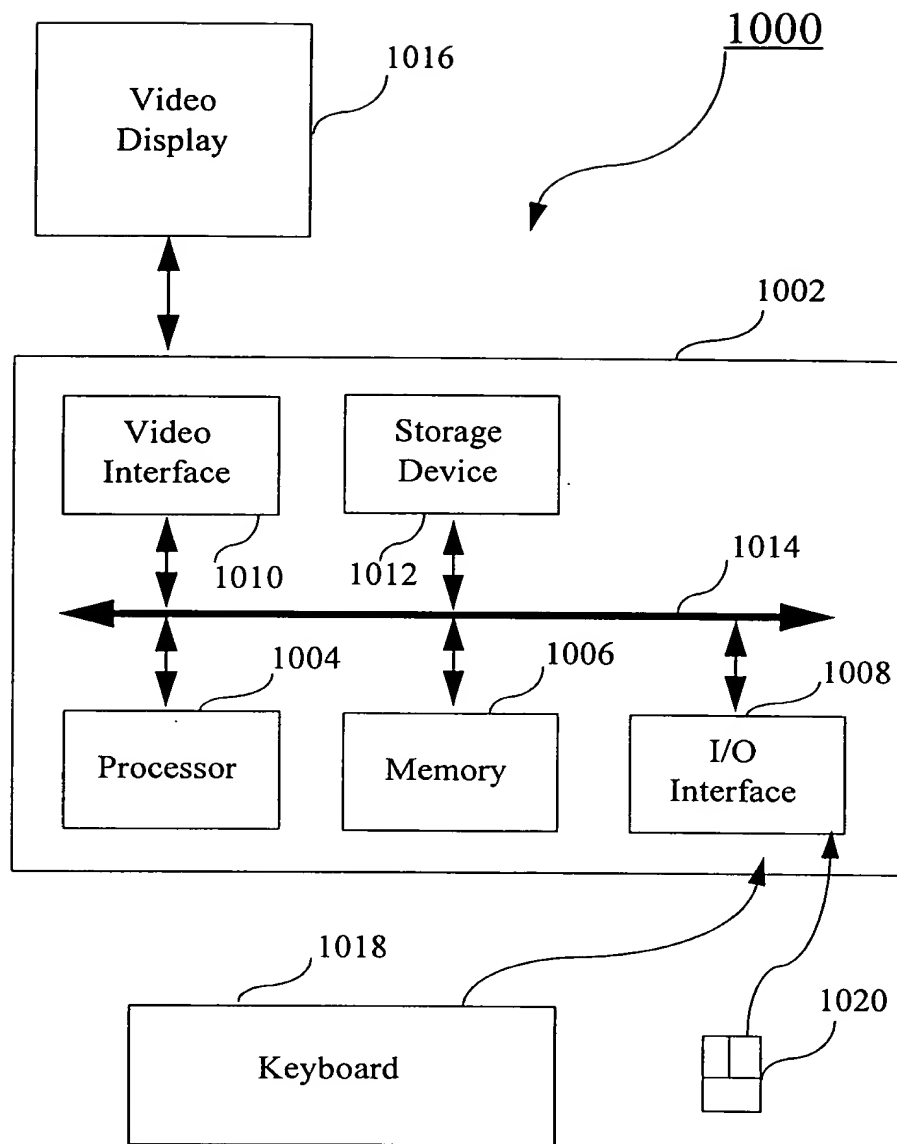 1000
1016
Video
Display
1002
Video
Interface
Storage
Device
1010
1012
1014
1004
1006
1008
Processor
Memory
I/O
Interface
1018
Keyboard
1020